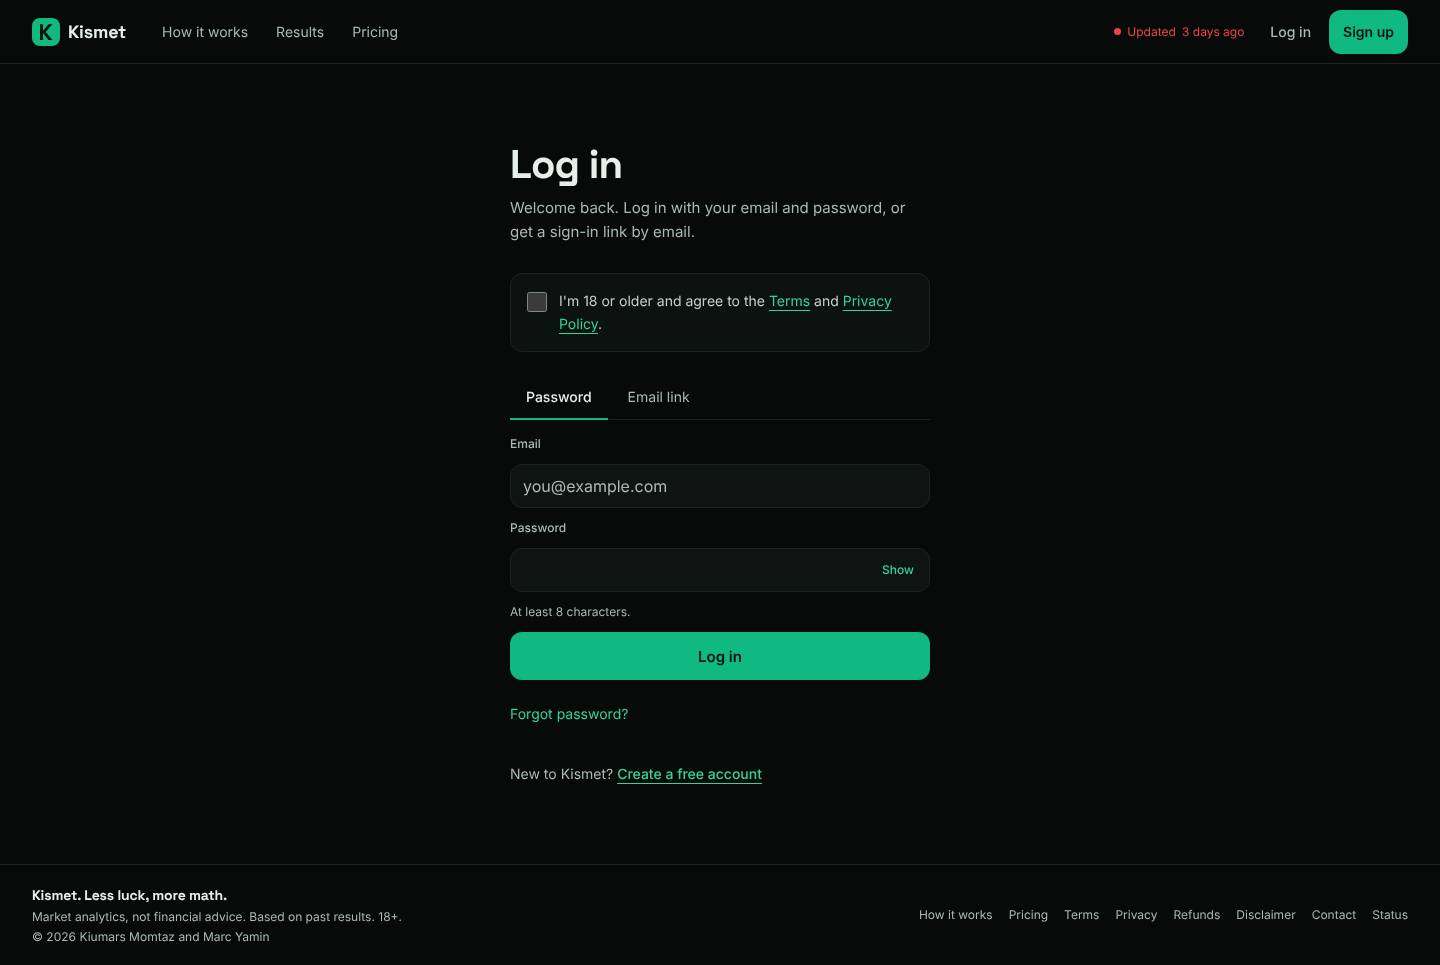 K Kismet How it works Results Pricing Updated 3 days ago Log in Sign up
Log in
Welcome back. Log in with your email and password, or
get a sign-in link by email.
I'm 18 or older and agree to the Terms and Privacy
Policy.
Password Email link
Email
you@example.com
Password
Show
At least 8 characters.
Log in
Forgot password?
New to Kismet? Create a free account
Kismet. Less luck, more math.
Market analytics, not financial advice. Based on past results. 18+.
© 2026 Kiumars Momtaz and Marc Yamin
How it works Pricing Terms Privacy Refunds Disclaimer Contact Status